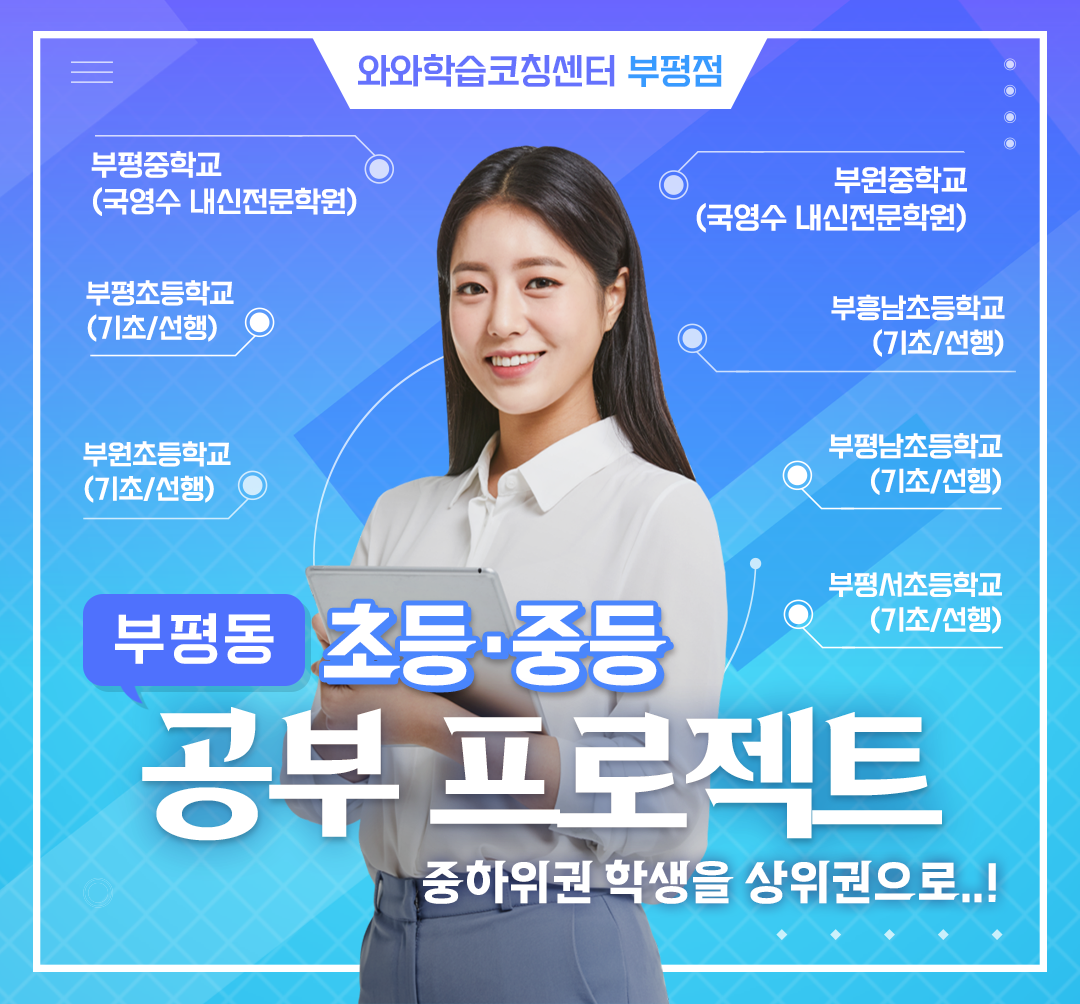 와와학습코칭센터 부평점
부평중학교
(국영수 내신전문학원)
부원중학교
(국영수 내신전문학원)
부평초등학교
(기초/선행)
부흥남초등학교
(기초/선행)
부원초등학교
(기초/선행)
부평남초등학교
(기초/선행)
부평서초등학교
(기초/선행)
부평동 초등·중등
공부 프로젝트
중하위권 학생을 상위권으로..!